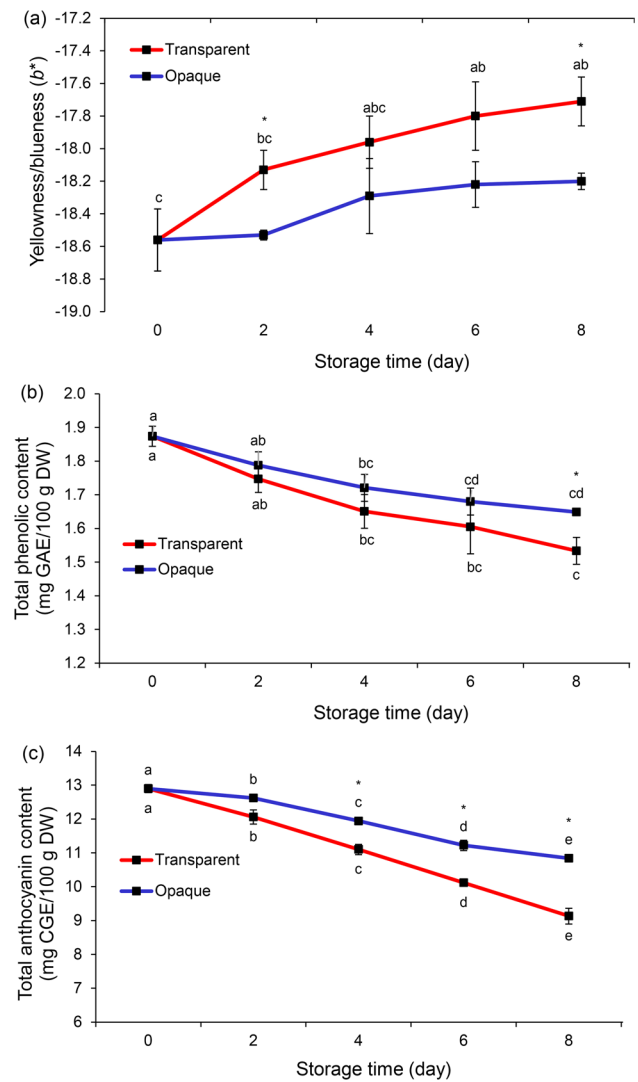 (a)
Yellowness/blueness (b*)
-17.2
-17.4
-17.6
-17.8
-18.0
-18.2
-18.4
-18.6
-18.8
-19.0
Transparent
Opaque
c
*
bc
abc
ab
*
ab
0 2 4 6 8
Storage time (day)
(b)
Total phenolic content
(mg GAE/100 g DW)
2.0
1.9
1.8
1.7
1.6
1.5
1.4
1.3
1.2
a
a
ab
ab
bc
bc
cd
bc
*
cd
c
Transparent
Opaque
0 2 4 6 8
Storage time (day)
(c)
Total anthocyanin content
(mg CGE/100 g DW)
14
13
12
11
10
9
8
7
6
a
a
b
b
*
c
c
*
d
d
*
e
e
Transparent
Opaque
0 2 4 6 8
Storage time (day)